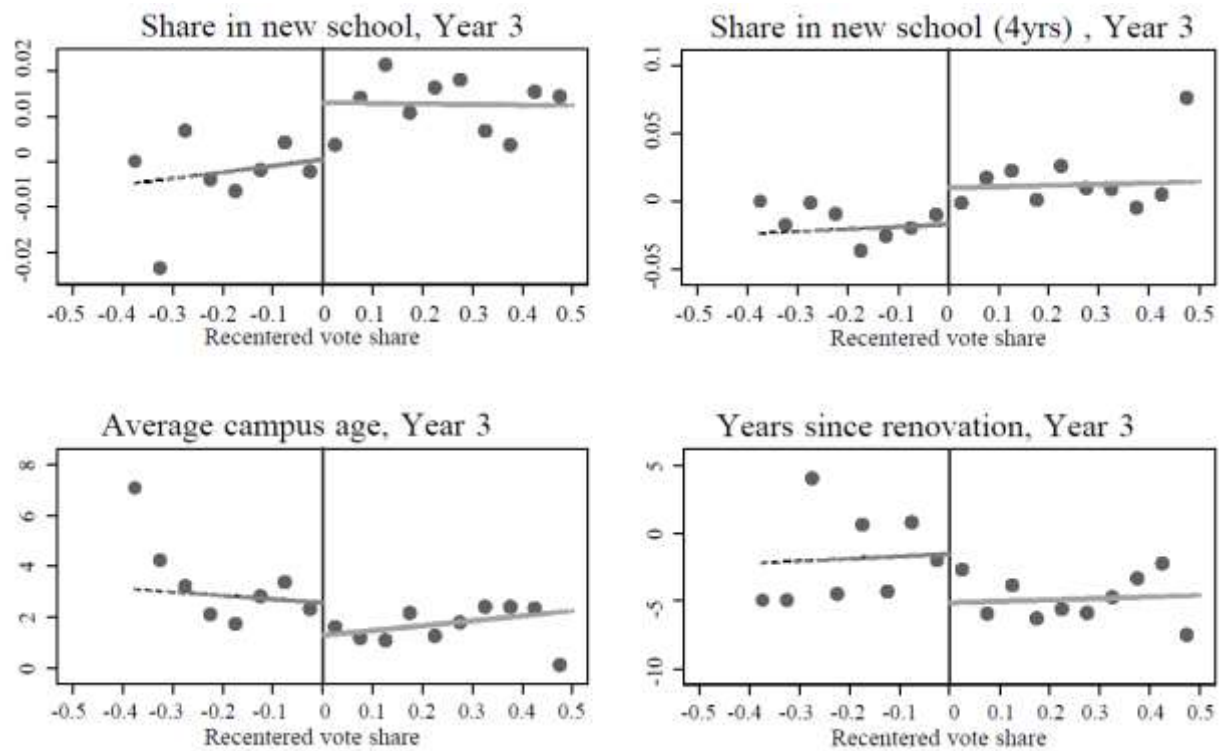 Share in new school, Year 3
0.02
0.01
0
-0.01
-0.02
-0.5 -0.4 -0.3 -0.2 -0.1 0 0.1 0.2 0.3 0.4 0.5
Recentered vote share
Share in new school (4yrs) , Year 3
0.1
0.05
0
-0.05
-0.5 -0.4 -0.3 -0.2 -0.1 0 0.1 0.2 0.3 0.4 0.5
Recentered vote share
Average campus age, Year 3
8
6
4
2
0
-0.5 -0.4 -0.3 -0.2 -0.1 0 0.1 0.2 0.3 0.4 0.5
Recentered vote share
Years since renovation, Year 3
5
0
-5
-10
-0.5 -0.4 -0.3 -0.2 -0.1 0 0.1 0.2 0.3 0.4 0.5
Recentered vote share